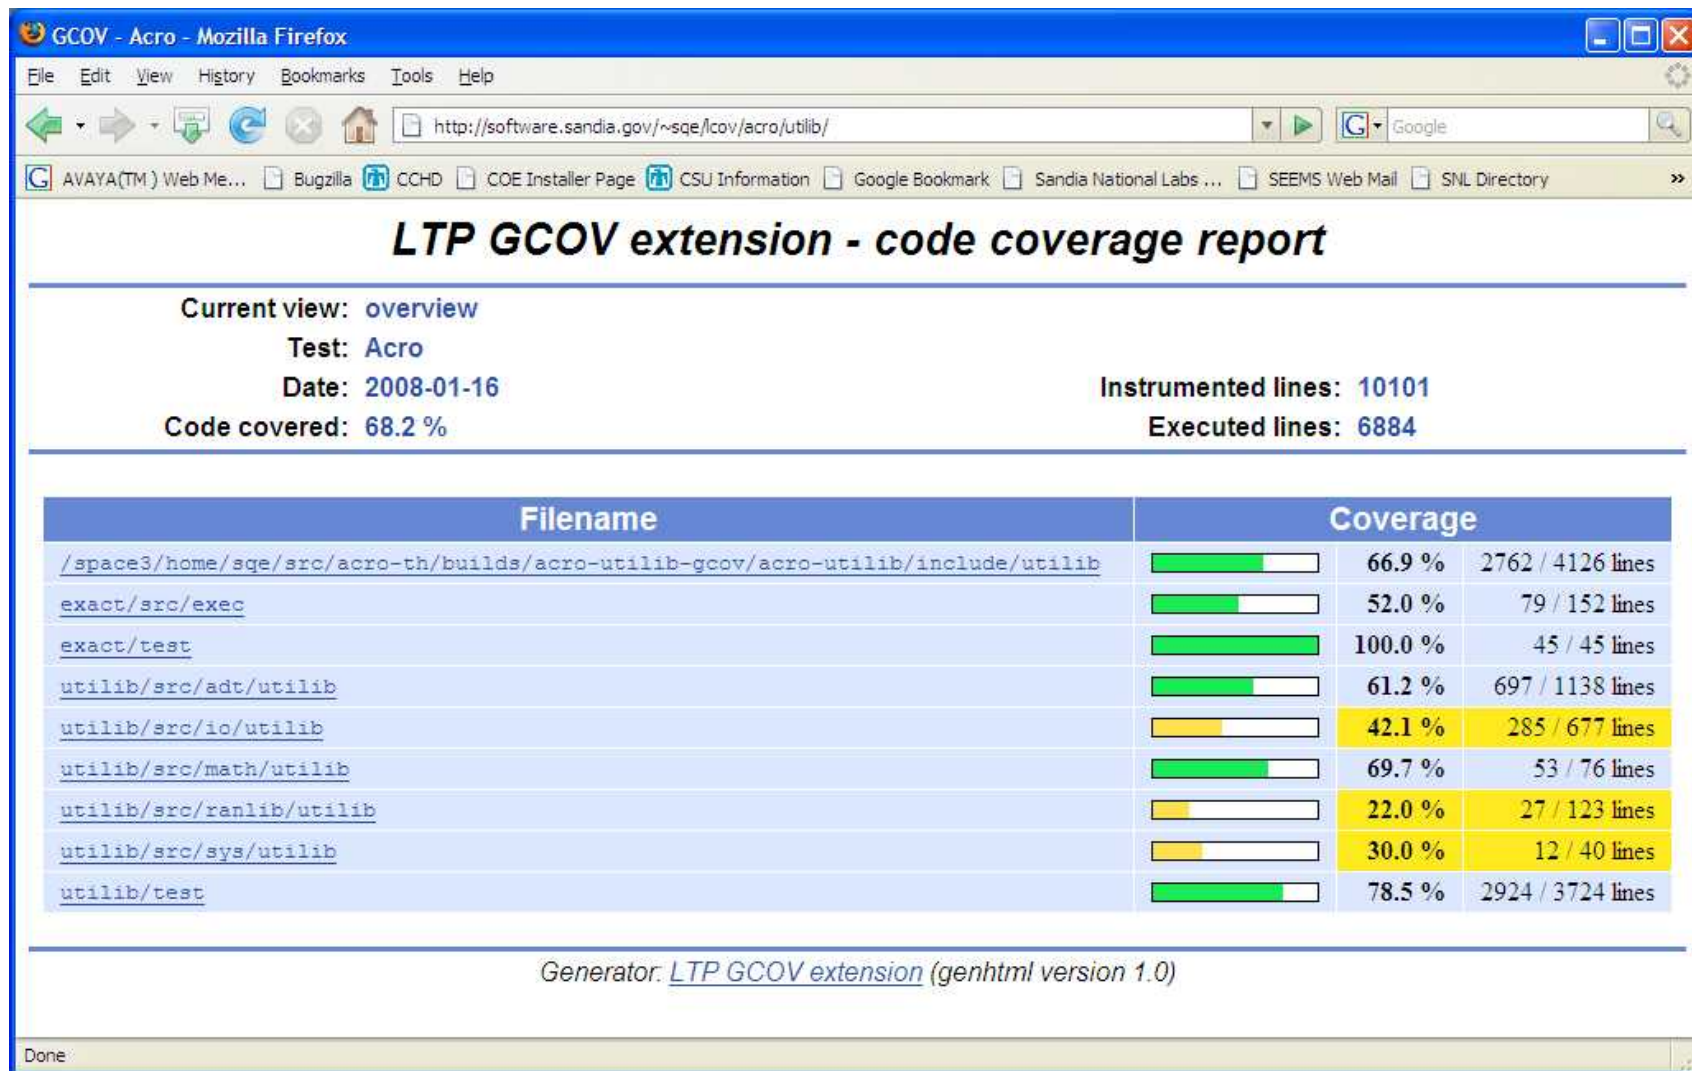 GCOV - Acro - Mozilla Firefox
File Edit View History Bookmarks Tools Help
http://software.sandia.gov/~sqe/lcov/acro/utilib/ G Google
G AVAYA(TM) Web Me... Bugzilla CCHD COE Installer Page CSU Information Google Bookmark Sandia National Labs ... SEEMS Web Mail SNL Directory »
LTP GCOV extension - code coverage report
Current view: overview
Test: Acro
Date: 2008-01-16 Instrumented lines: 10101
Code covered: 68.2 % Executed lines: 6884
Filename Coverage
/space3/home/sqe/src/acro-th/builds/acro-utilib-gcov/acro-utilib/include/utilib 66.9 % 2762 / 4126 lines
exact/src/exec 52.0 % 79 / 152 lines
exact/test 100.0 % 45 / 45 lines
utilib/src/adt/utilib 61.2 % 697 / 1138 lines
utilib/src/io/utilib 42.1 % 285 / 677 lines
utilib/src/math/utilib 69.7 % 53 / 76 lines
utilib/src/ranlib/utilib 22.0 % 27 / 123 lines
utilib/src/sys/utilib 30.0 % 12 / 40 lines
utilib/test 78.5 % 2924 / 3724 lines
Generator: LTP GCOV extension (genhtml version 1.0)
Done